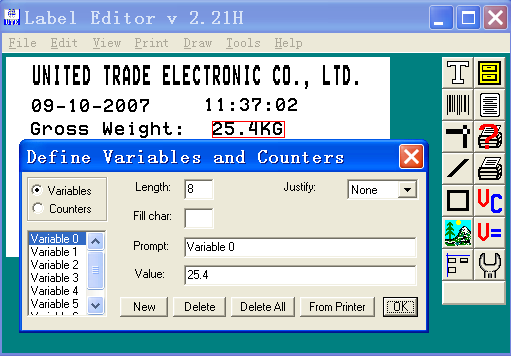 Label Editor v 2.21H
File Edit View Print Draw Tools Help
UNITED TRADE ELECTRONIC CO., LTD.
09-10-2007 11:37:02
Gross Weight: 25.4KG
Define Variables and Counters
Variables
Counters
Length: 8
Justify: None
Fill char:
Variable 0
Variable 1
Variable 2
Variable 3
Variable 4
Variable 5
Prompt: Variable 0
Value: 25.4
New Delete Delete All From Printer OK
T
?
VC
V=